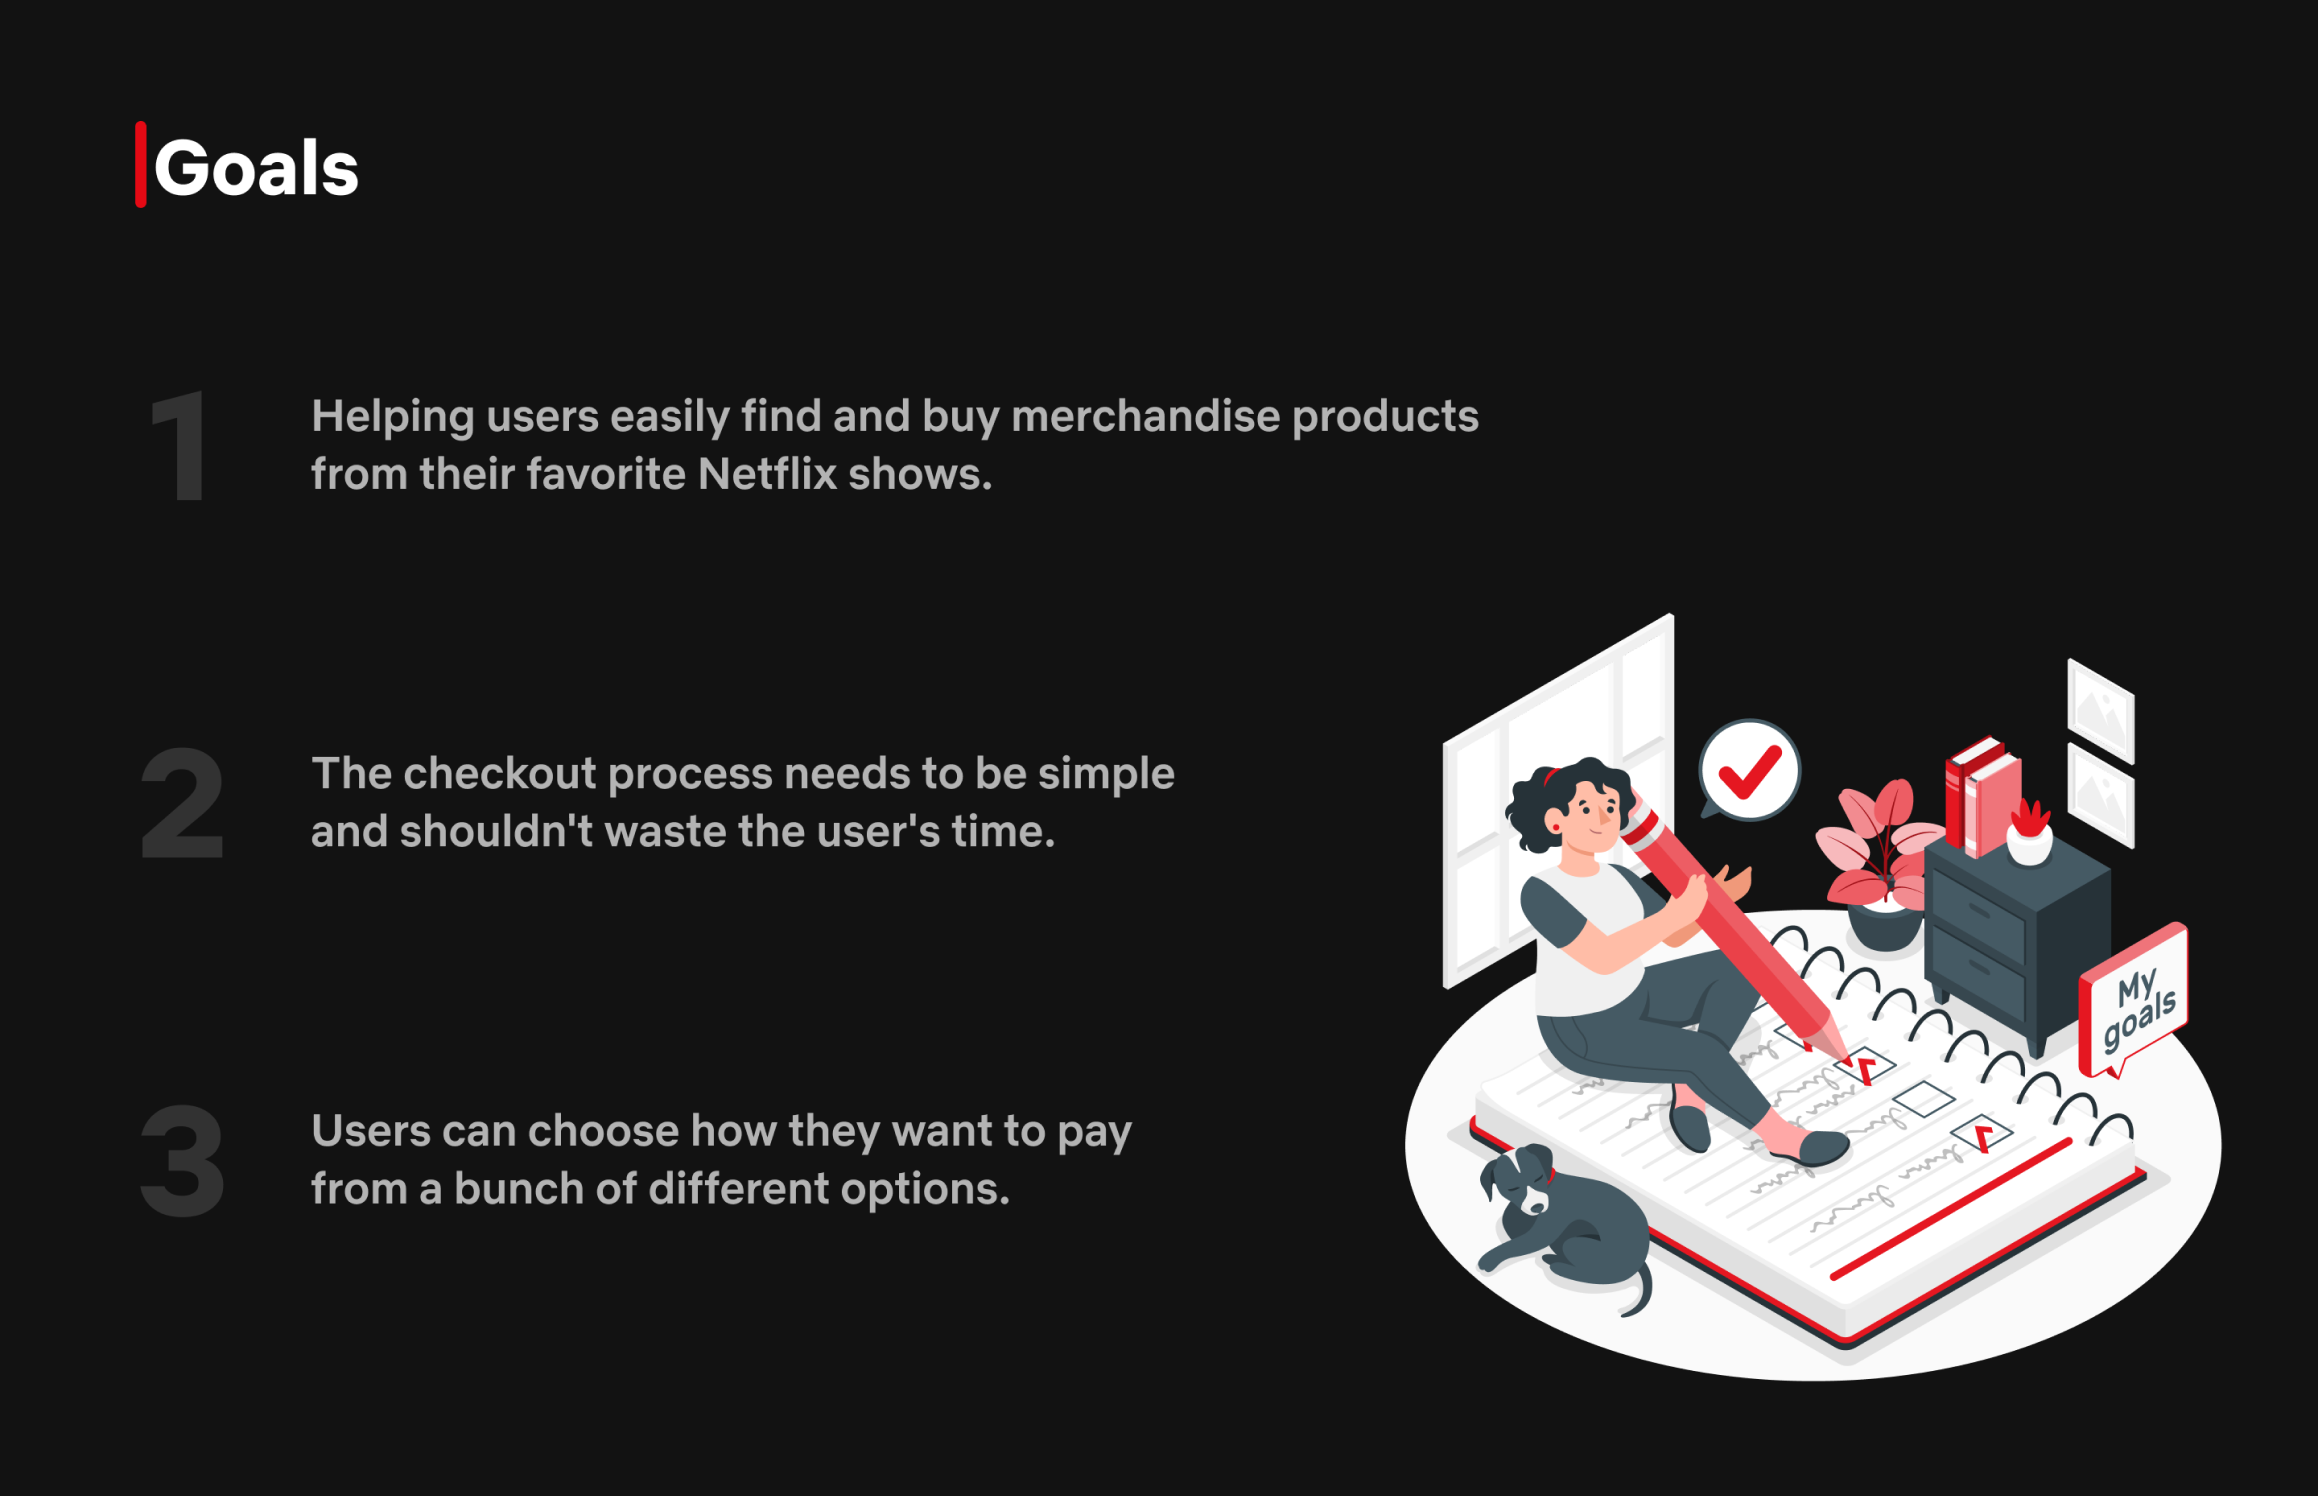 Goals
1
Helping users easily find and buy merchandise products
from their favorite Netflix shows.
2
The checkout process needs to be simple
and shouldn't waste the user's time.
3
Users can choose how they want to pay
from a bunch of different options.
My
goals